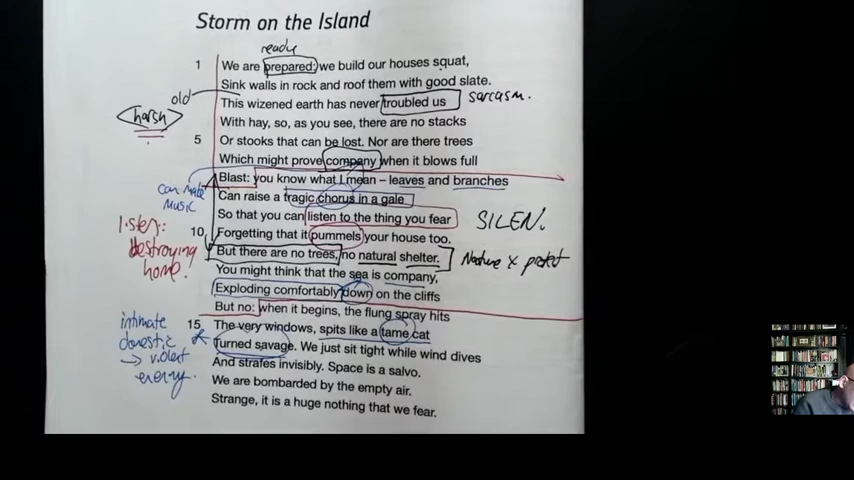 Storm on the Island
ready
1 We are prepared: we build our houses squat,
Sink walls in rock and roof them with good slate.
old
This wizened earth has never troubled us
sarcasm.
<harsh>
With hay, so, as you see, there are no stacks
5 Or stooks that can be lost. Nor are there trees
Which might prove company when it blows full
Blast: you know what I mean – leaves and branches
can make
music
Can raise a tragic chorus in a gale
So that you can listen to the thing you fear
SILEN.
listen:
destroying
home!
10 Forgetting that it pummels your house too.
But there are no trees, no natural shelter.
Nature x protect
You might think that the sea is company,
Exploding comfortably down on the cliffs
But no: when it begins, the flung spray hits
intimate
domestic
→ violent
enemy.
15 The very windows, spits like a tame cat
Turned savage. We just sit tight while wind dives
And strafes invisibly. Space is a salvo.
We are bombarded by the empty air.
Strange, it is a huge nothing that we fear.